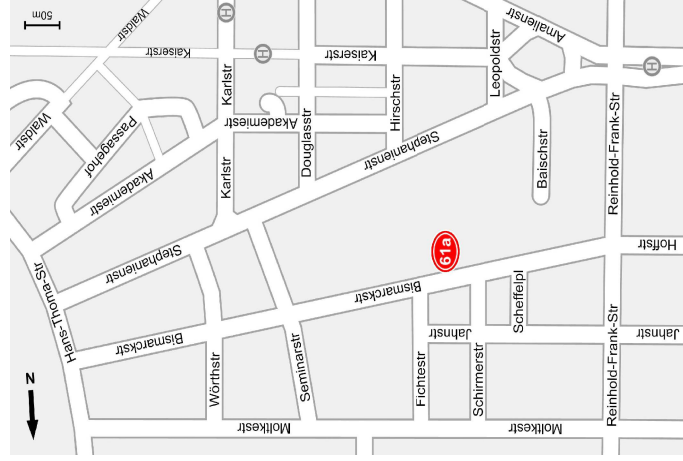 50m
Waldstr
H
Amalienstr
Kaiserstr
H
Kaiserstr
Leopoldstr
H
Karlstr
Hirschstr
Waldstr
Passagehof
Akademiestr
Douglasstr
Stephanienstr
Baischstr
Reinhold-Frank-Str
Karlstr
Akademiestr
Stephanienstr
61a
Hoffstr
Hans-Thoma-Str
Bismarckstr
Scheffelpl
Bismarckstr
Jahnstr
Jahnstr
Wörthstr
Seminarstr
Fichtestr
Schirmerstr
Reinhold-Frank-Str
N
Moltkestr
Moltkestr